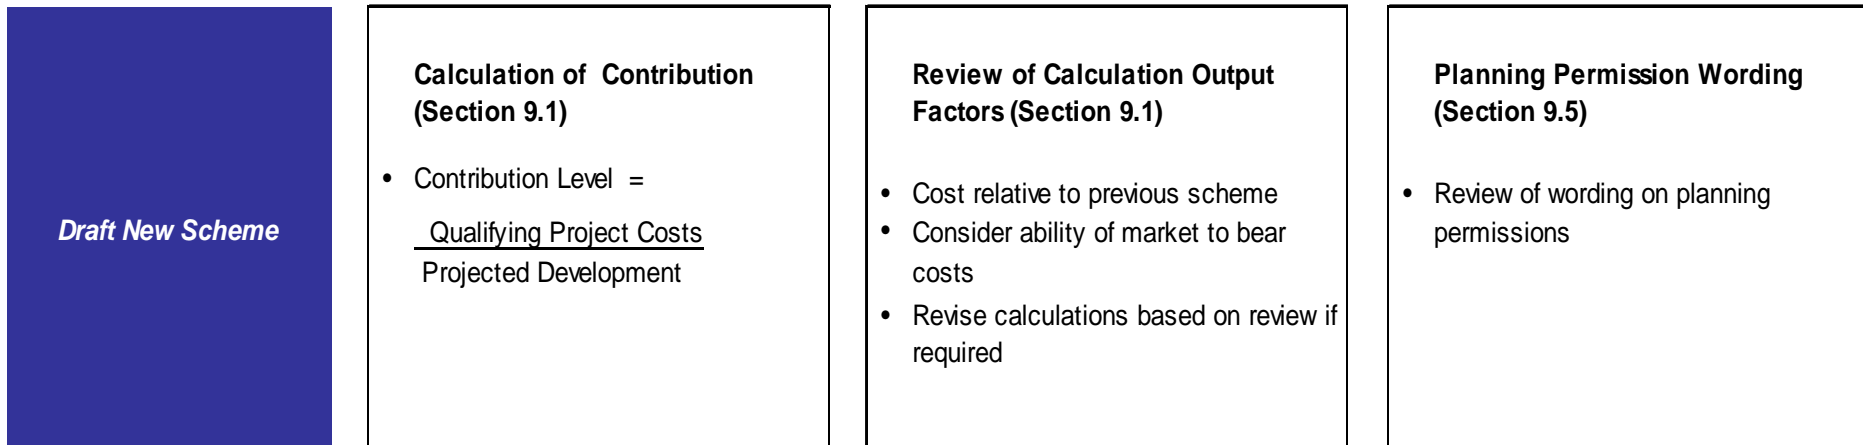 Draft New Scheme
Calculation of Contribution
(Section 9.1)
• Contribution Level =
Qualifying Project Costs
Projected Development
Review of Calculation Output
Factors (Section 9.1)
• Cost relative to previous scheme
• Consider ability of market to bear
costs
• Revise calculations based on review if
required
Planning Permission Wording
(Section 9.5)
• Review of wording on planning
permissions